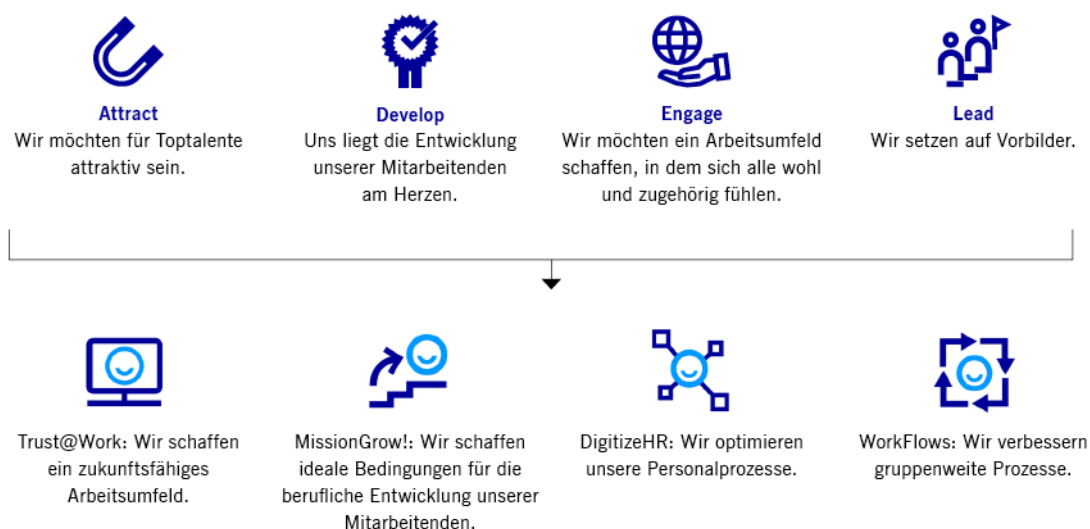 Attract
Wir möchten für Toptalente
attraktiv sein.
Develop
Uns liegt die Entwicklung
unserer Mitarbeitenden
am Herzen.
Engage
Wir möchten ein Arbeitsumfeld
schaffen, in dem sich alle wohl
und zugehörig fühlen.
Lead
Wir setzen auf Vorbilder.
Trust@Work: Wir schaffen
ein zukunftsfähiges
Arbeitsumfeld.
MissionGrow!: Wir schaffen
ideale Bedingungen für die
berufliche Entwicklung unserer
Mitarbeitenden.
DigitizeHR: Wir optimieren
unsere Personalprozesse.
WorkFlows: Wir verbessern
gruppenweite Prozesse.